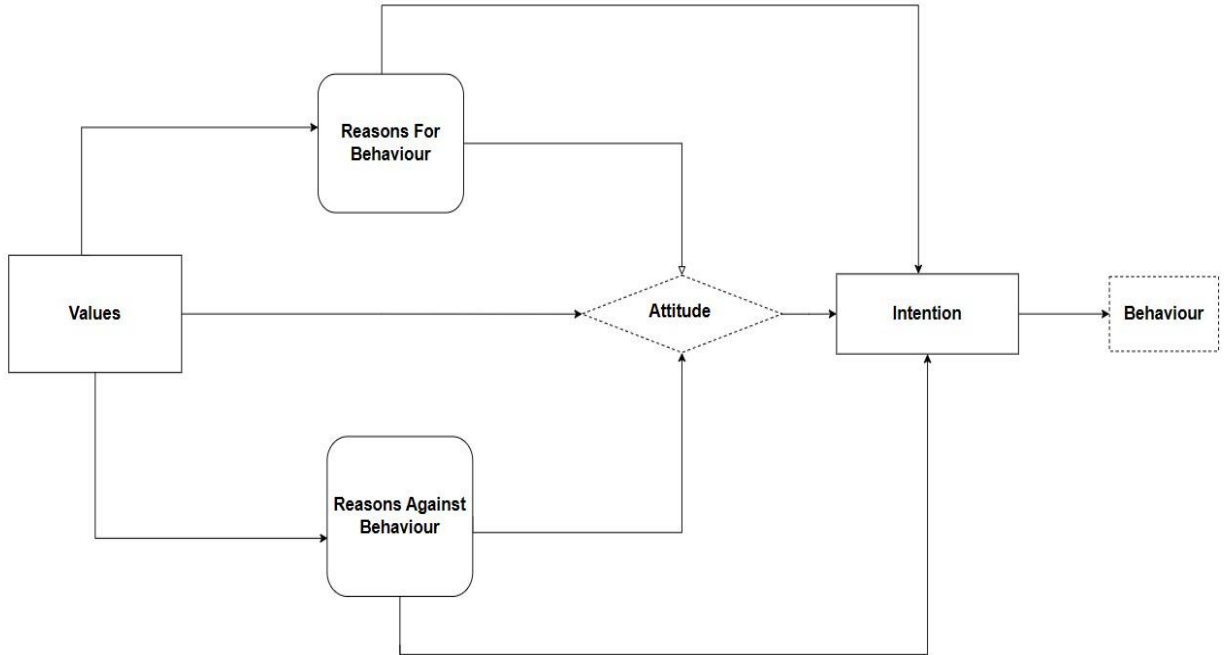 Reasons For
Behaviour
Values
Attitude
Intention
Behaviour
Reasons Against
Behaviour